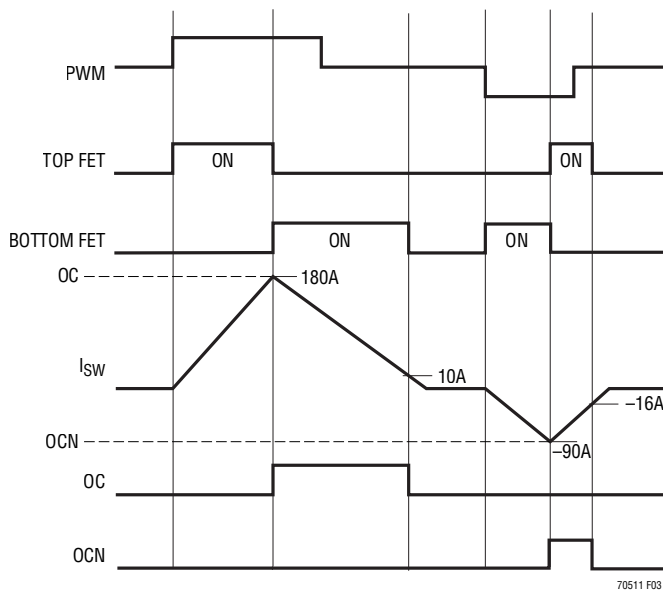 PWM
TOP FET
ON
ON
BOTTOM FET
ON
ON
OC
180A
ISW
10A
–16A
OCN
–90A
OC
OCN
70511 F03